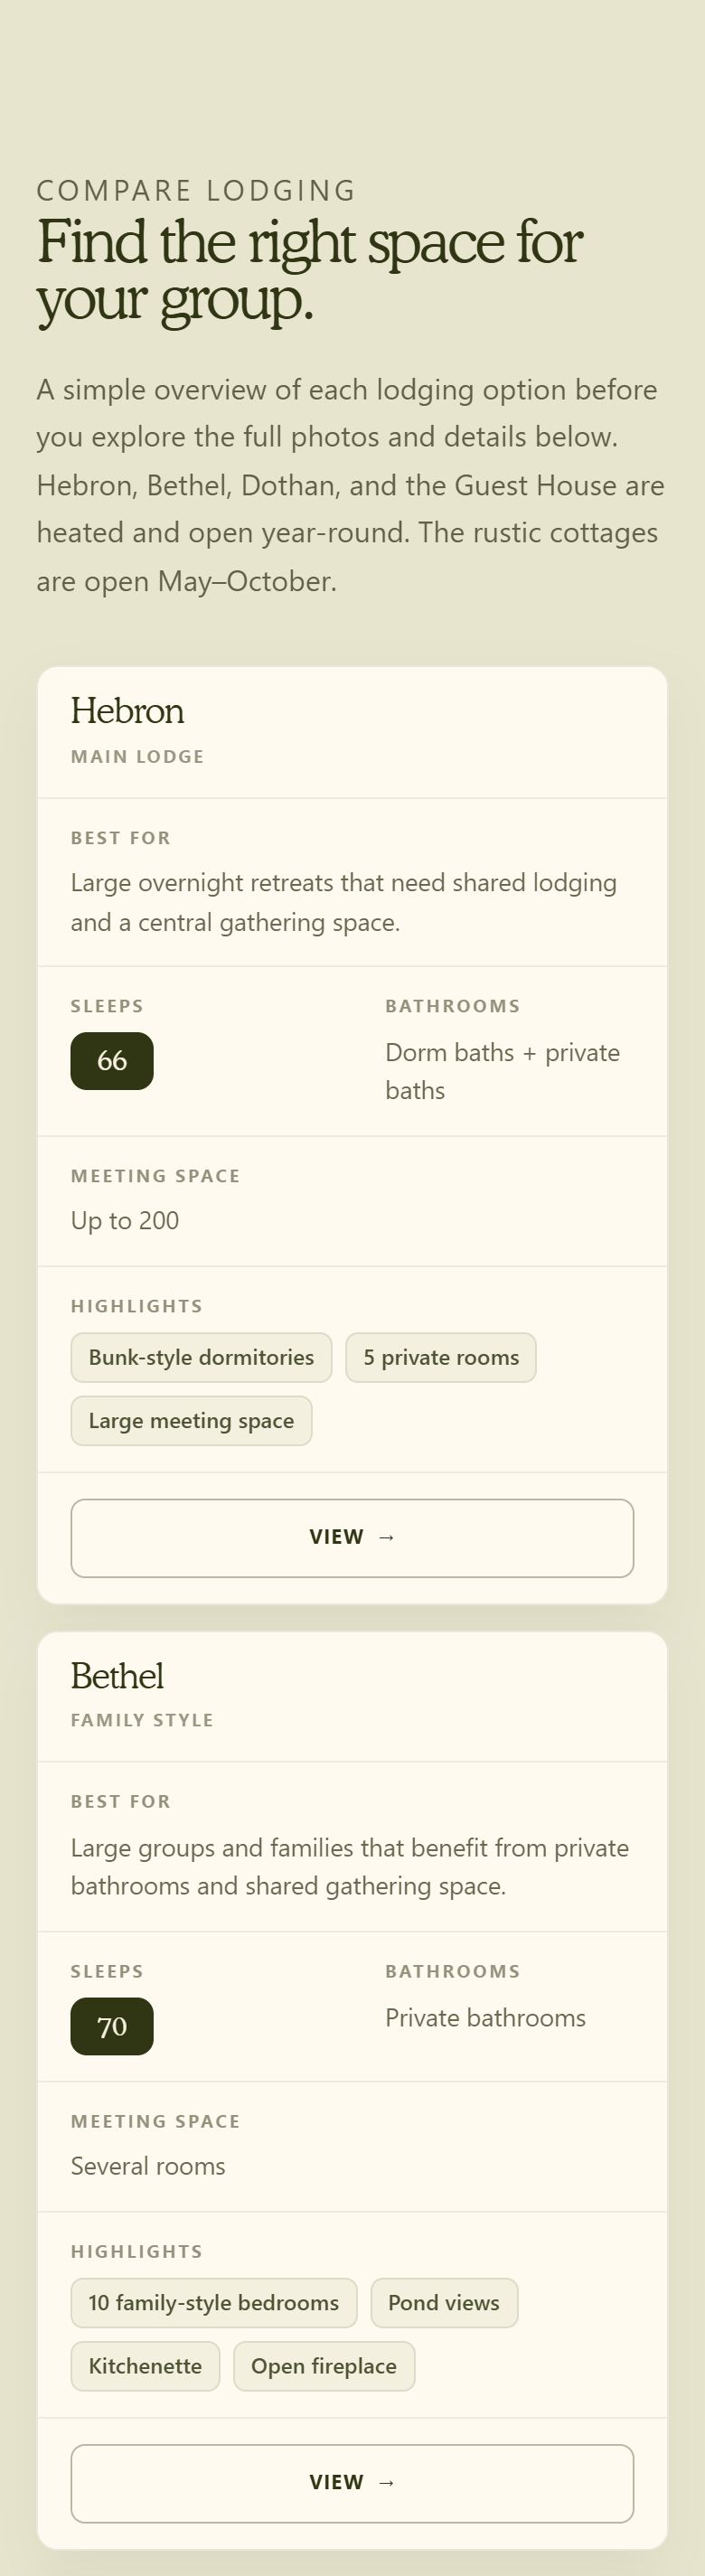 COMPARE LODGING
Find the right space for
your group.
A simple overview of each lodging option before
you explore the full photos and details below.
Hebron, Bethel, Dothan, and the Guest House are
heated and open year-round. The rustic cottages
are open May–October.
Hebron
MAIN LODGE
BEST FOR
Large overnight retreats that need shared lodging
and a central gathering space.
SLEEPS
66
BATHROOMS
Dorm baths + private
baths
MEETING SPACE
Up to 200
HIGHLIGHTS
Bunk-style dormitories
5 private rooms
Large meeting space
VIEW →
Bethel
FAMILY STYLE
BEST FOR
Large groups and families that benefit from private
bathrooms and shared gathering space.
SLEEPS
70
BATHROOMS
Private bathrooms
MEETING SPACE
Several rooms
HIGHLIGHTS
10 family-style bedrooms
Pond views
Kitchenette
Open fireplace
VIEW →